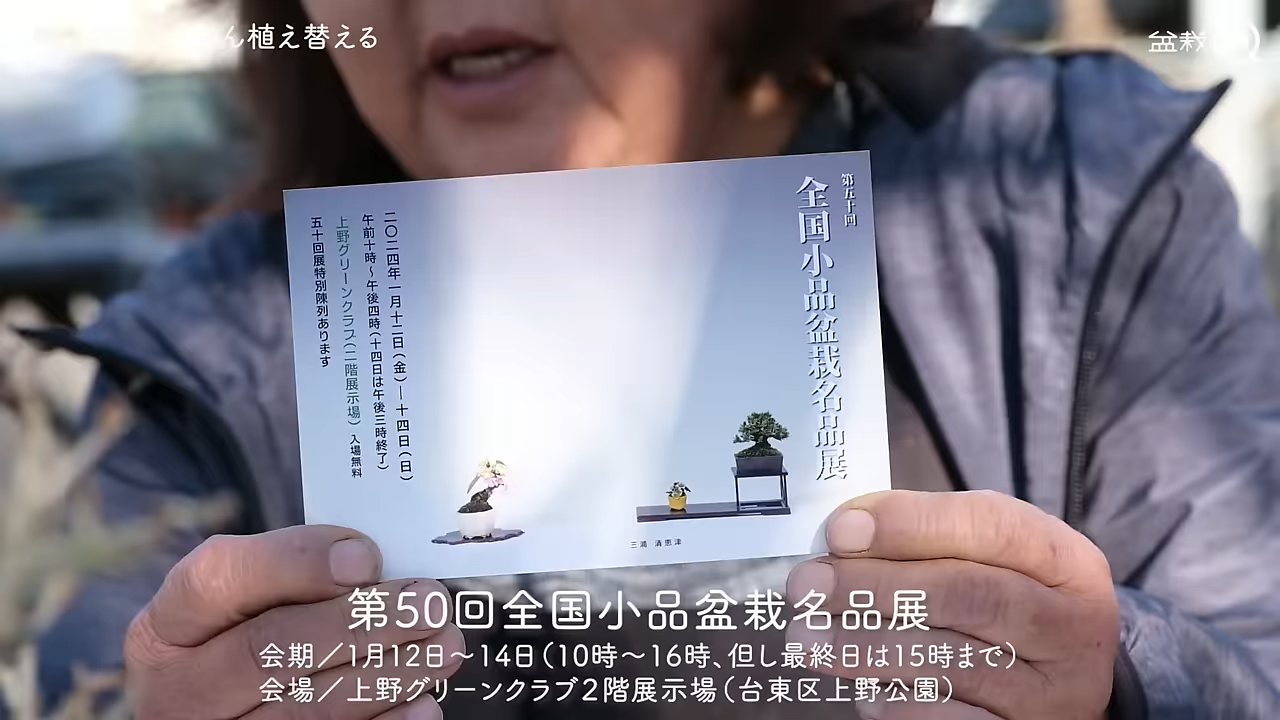 ん植え替える
盆栽
第五十回
全国小品盆栽名品展
二〇二四年一月十二日（金）―十四日（日）
午前十時～午後四時（十四日は午後三時終了）
上野グリーンクラブ（二階展示場） 入場無料
五十回展特別陳列あります
三浦 清恵津
第50回全国小品盆栽名品展
会期／1月12日～14日（10時～16時、但し最終日は15時まで）
会場／上野グリーンクラブ2階展示場（台東区上野公園）